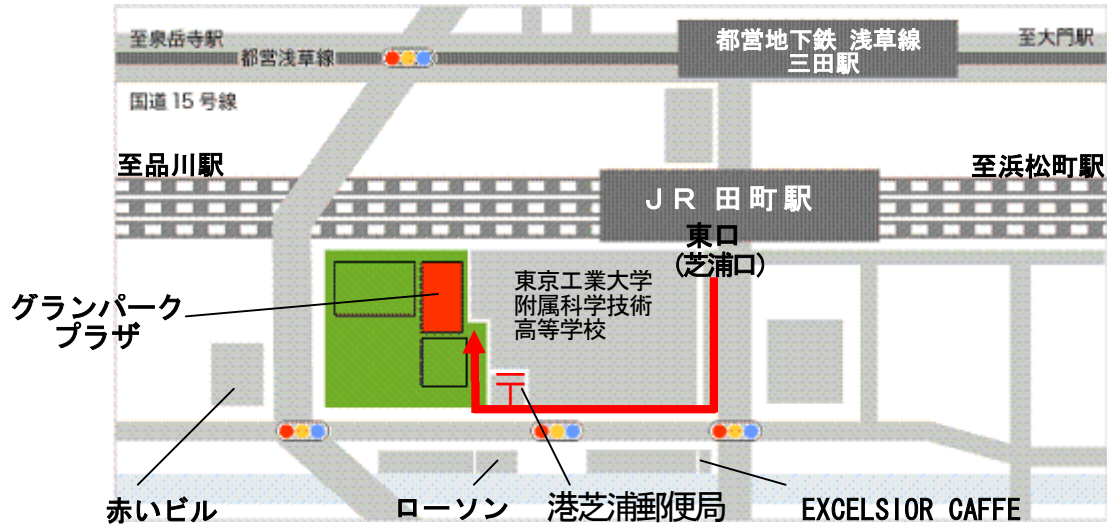 至泉岳寺駅
都営浅草線
都営地下鉄 浅草線
三田駅
至大門駅
国道15号線
至品川駅
至浜松町駅
JR 田町駅
東口
(芝浦口)
東京工業大学
附属科学技術
高等学校
グランパーク
プラザ
赤いビル
ローソン
港芝浦郵便局
EXCELSIOR CAFFE